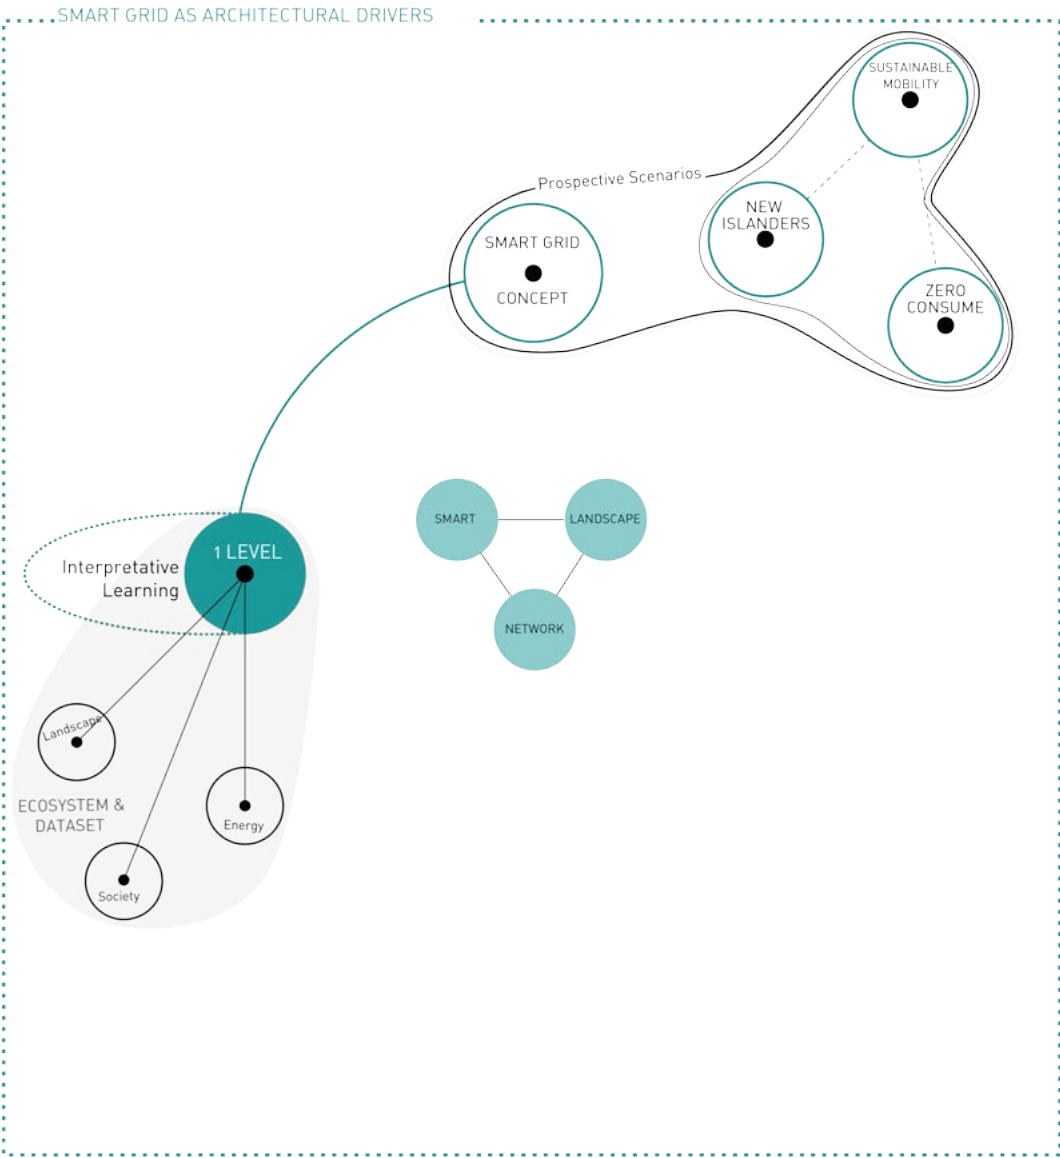 SMART GRID AS ARCHITECTURAL DRIVERS
SUSTAINABLE
MOBILITY
Prospective Scenarios
NEW
ISLANDERS
SMART GRID
CONCEPT
ZERO
CONSUME
SMART
LANDSCAPE
NETWORK
1 LEVEL
Interpretative
Learning
Landscape
ECOSYSTEM &
DATASET
Energy
Society